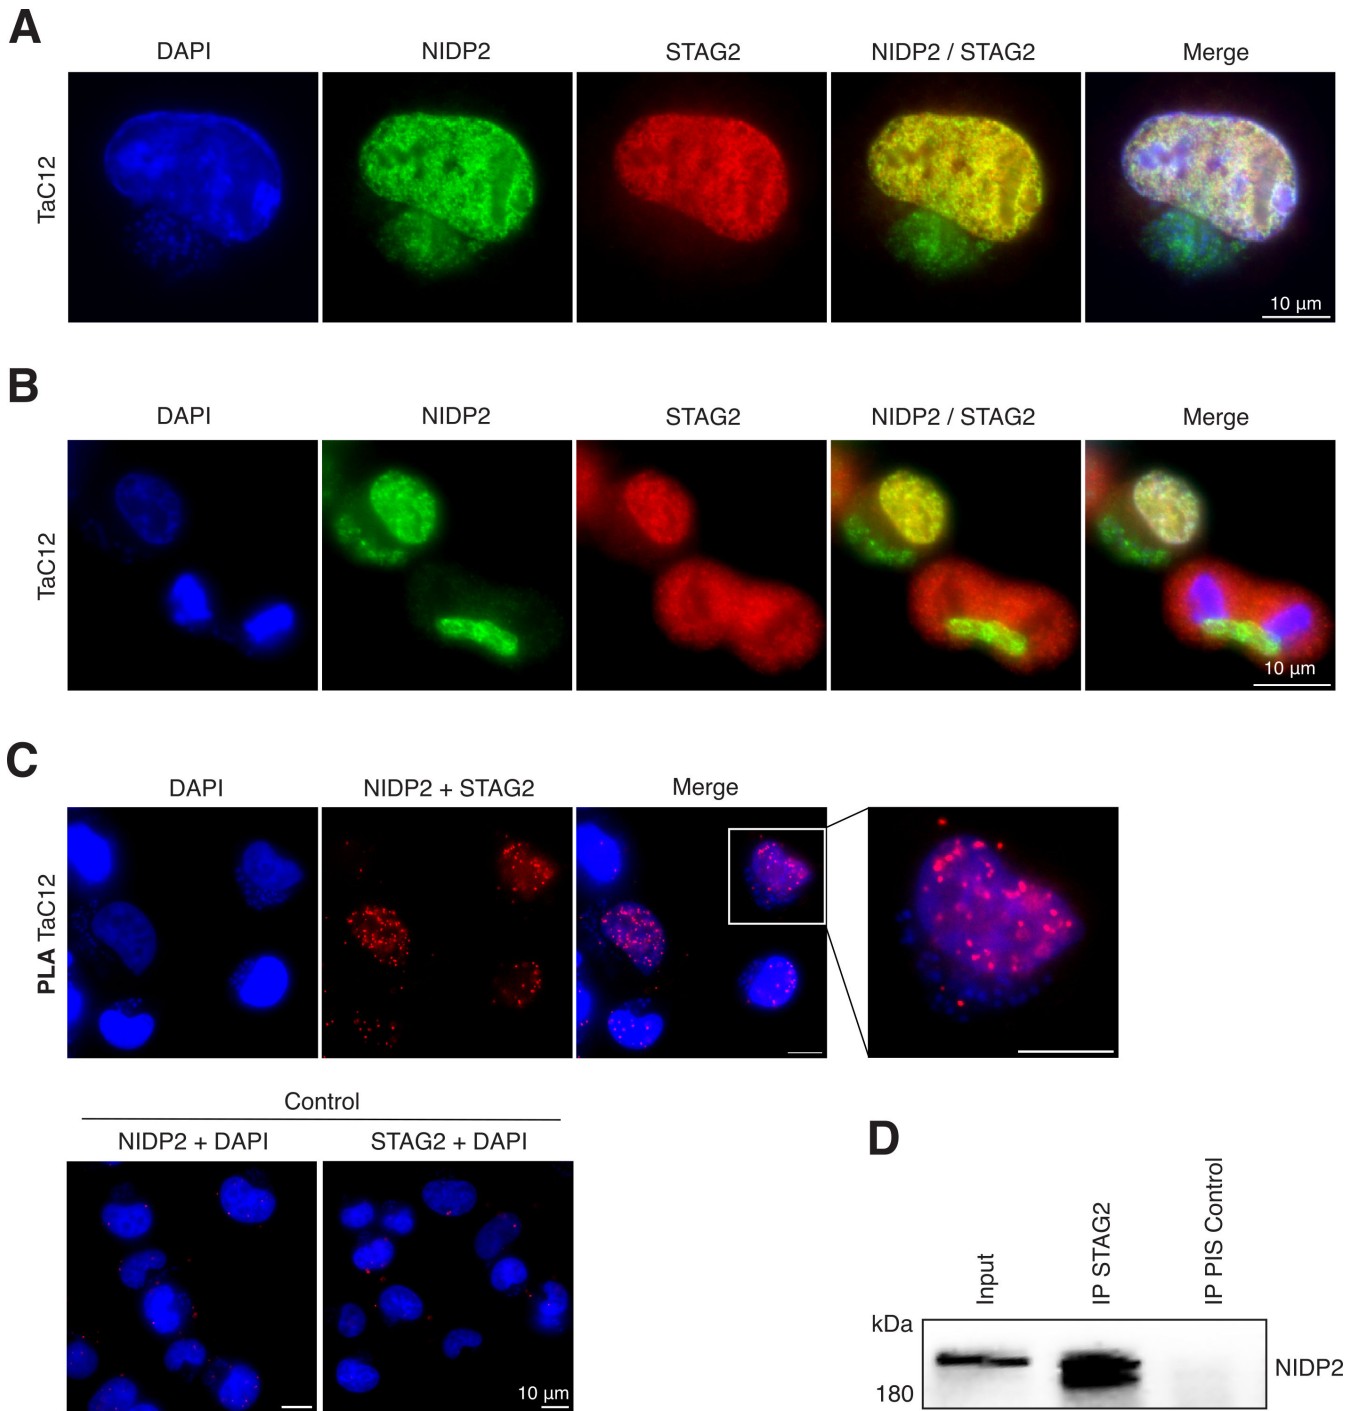 A
DAPI NIDP2 STAG2 NIDP2 / STAG2 Merge
TaC12
10 µm
B
DAPI NIDP2 STAG2 NIDP2 / STAG2 Merge
TaC12
10 µm
C
DAPI NIDP2 + STAG2 Merge
PLA TaC12
Control
NIDP2 + DAPI STAG2 + DAPI
10 µm
D
Input IP STAG2 IP PIS Control
kDa
NIDP2
180